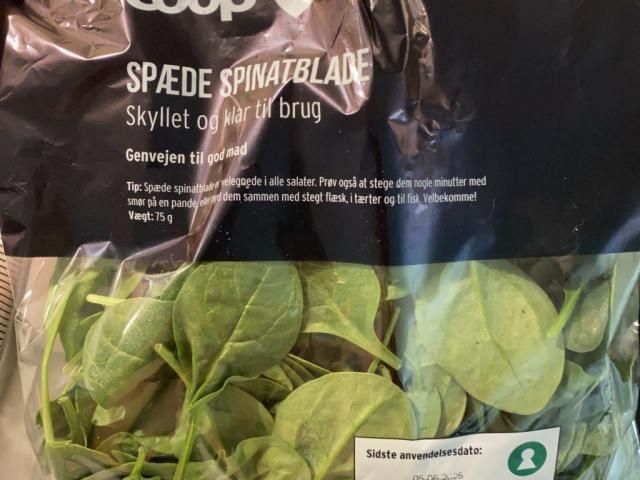 coop
SPÆDE SPINATBLADE
Skyllet og klar til brug
Genvejen til god mad
Tip: Spæde spinatblade er velegnede i alle salater. Prøv også at stege dem nogle minutter med
smør på en pande, eller nyd dem sammen med stegt flæsk, i tærter og til fisk. Velbekomme!
Vægt: 75 g
Sidste anvendelsesdato: